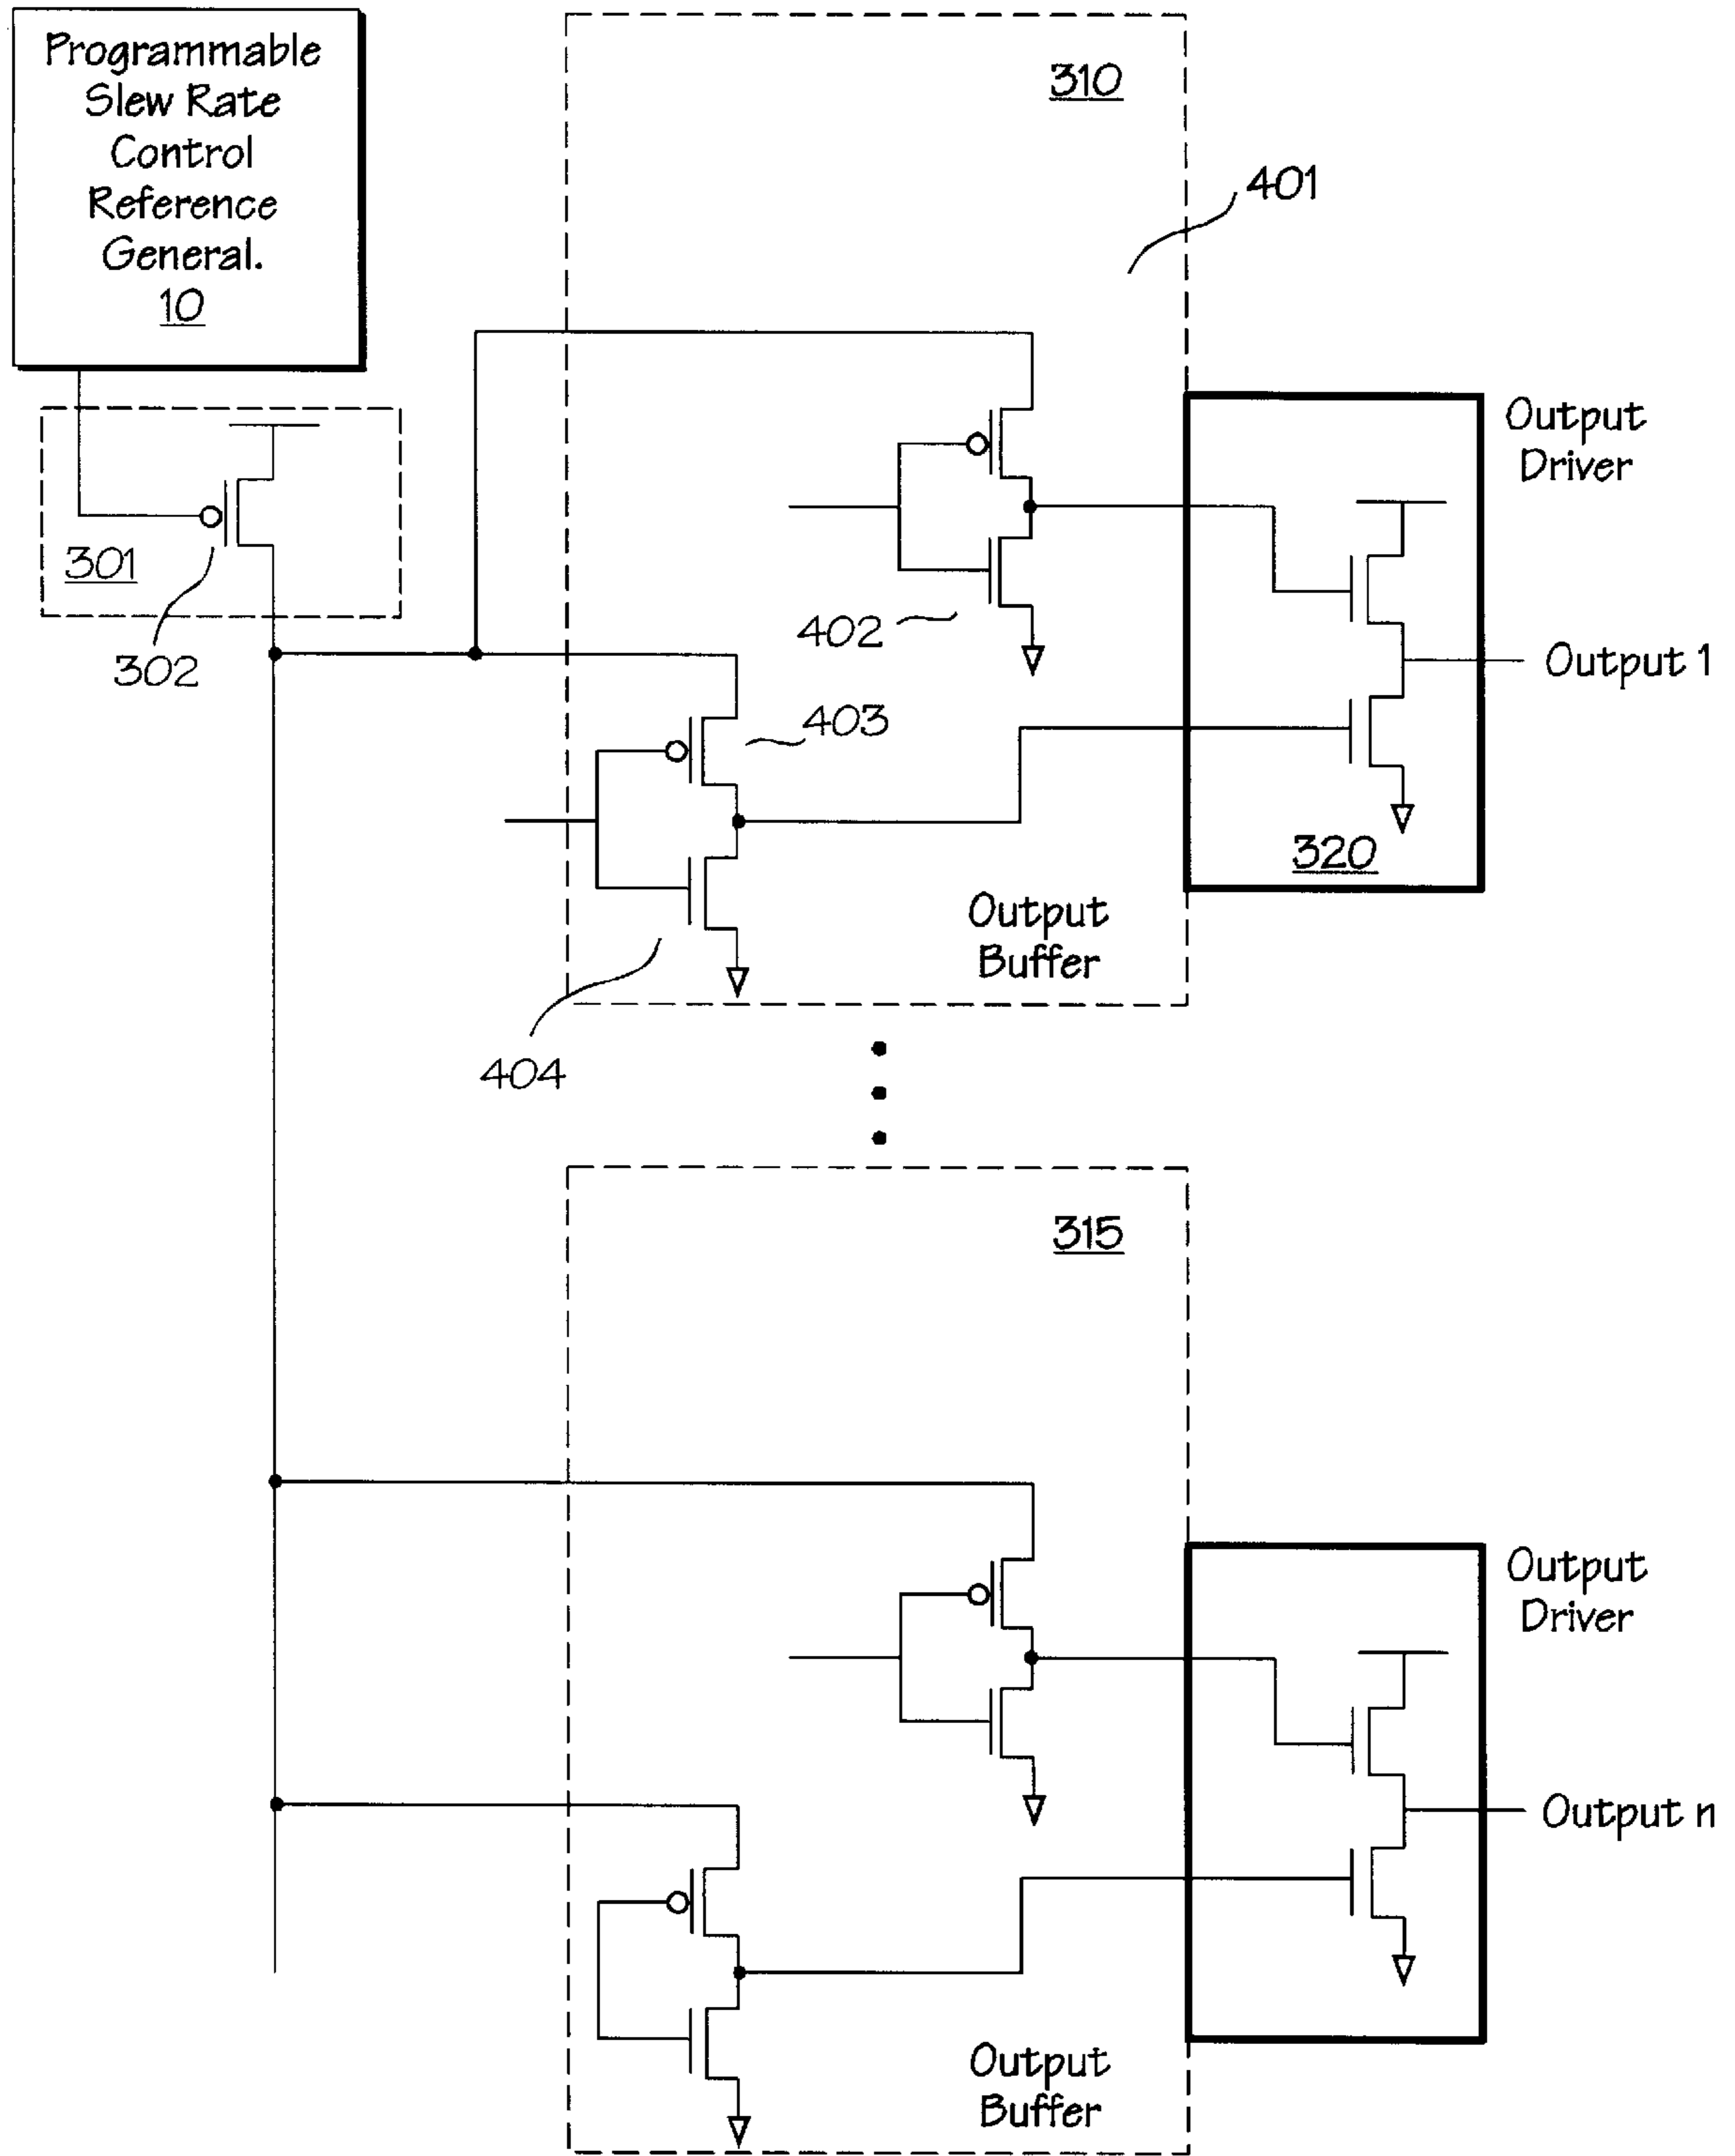 Programmable
Slew Rate
Control
Reference
General.
10
310
401
301
302
402
403
404
Output
Driver
Output 1
320
Output
Buffer
315
Output
Driver
Output n
Output
Buffer